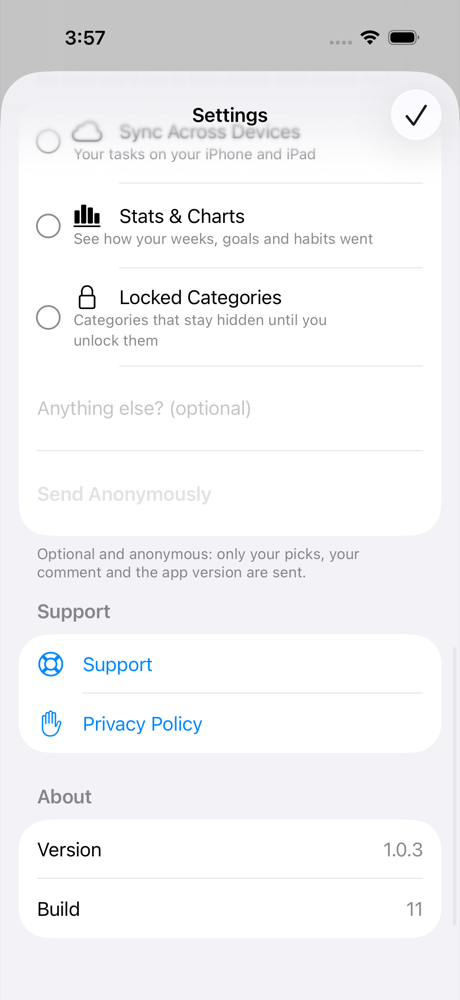 3:57
Settings
Sync Across Devices
Your tasks on your iPhone and iPad
Stats & Charts
See how your weeks, goals and habits went
Locked Categories
Categories that stay hidden until you
unlock them
Anything else? (optional)
Send Anonymously
Optional and anonymous: only your picks, your
comment and the app version are sent.
Support
Support
Privacy Policy
About
Version 1.0.3
Build 11